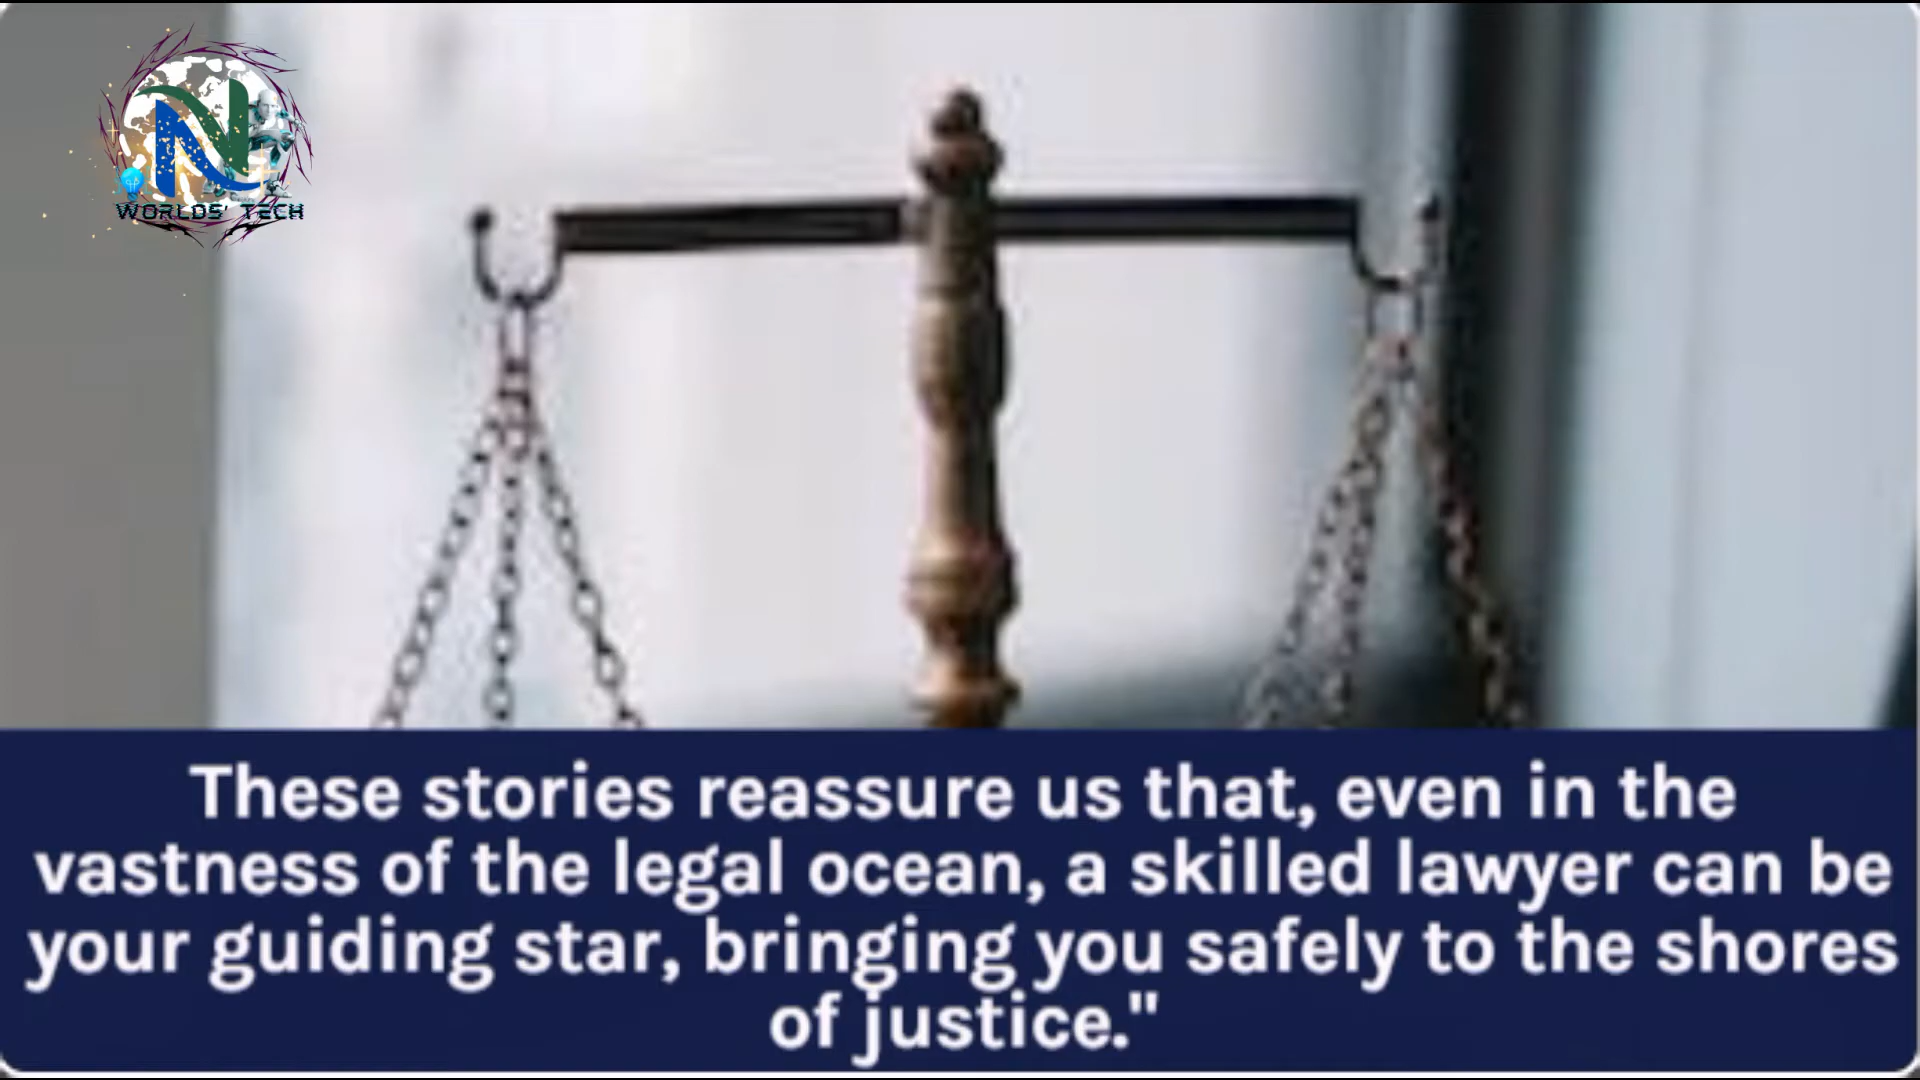 WORLDS' TECH
These stories reassure us that, even in the
vastness of the legal ocean, a skilled lawyer can be
your guiding star, bringing you safely to the shores
of justice."